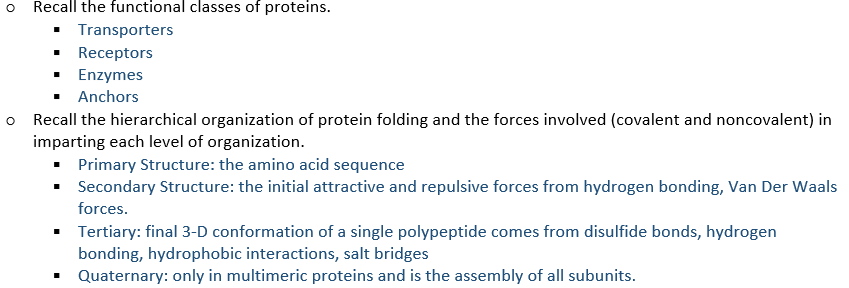 o Recall the functional classes of proteins.
▪ Transporters
▪ Receptors
▪ Enzymes
▪ Anchors
o Recall the hierarchical organization of protein folding and the forces involved (covalent and noncovalent) in
imparting each level of organization.
▪ Primary Structure: the amino acid sequence
▪ Secondary Structure: the initial attractive and repulsive forces from hydrogen bonding, Van Der Waals
forces.
▪ Tertiary: final 3-D conformation of a single polypeptide comes from disulfide bonds, hydrogen
bonding, hydrophobic interactions, salt bridges
▪ Quaternary: only in multimeric proteins and is the assembly of all subunits.